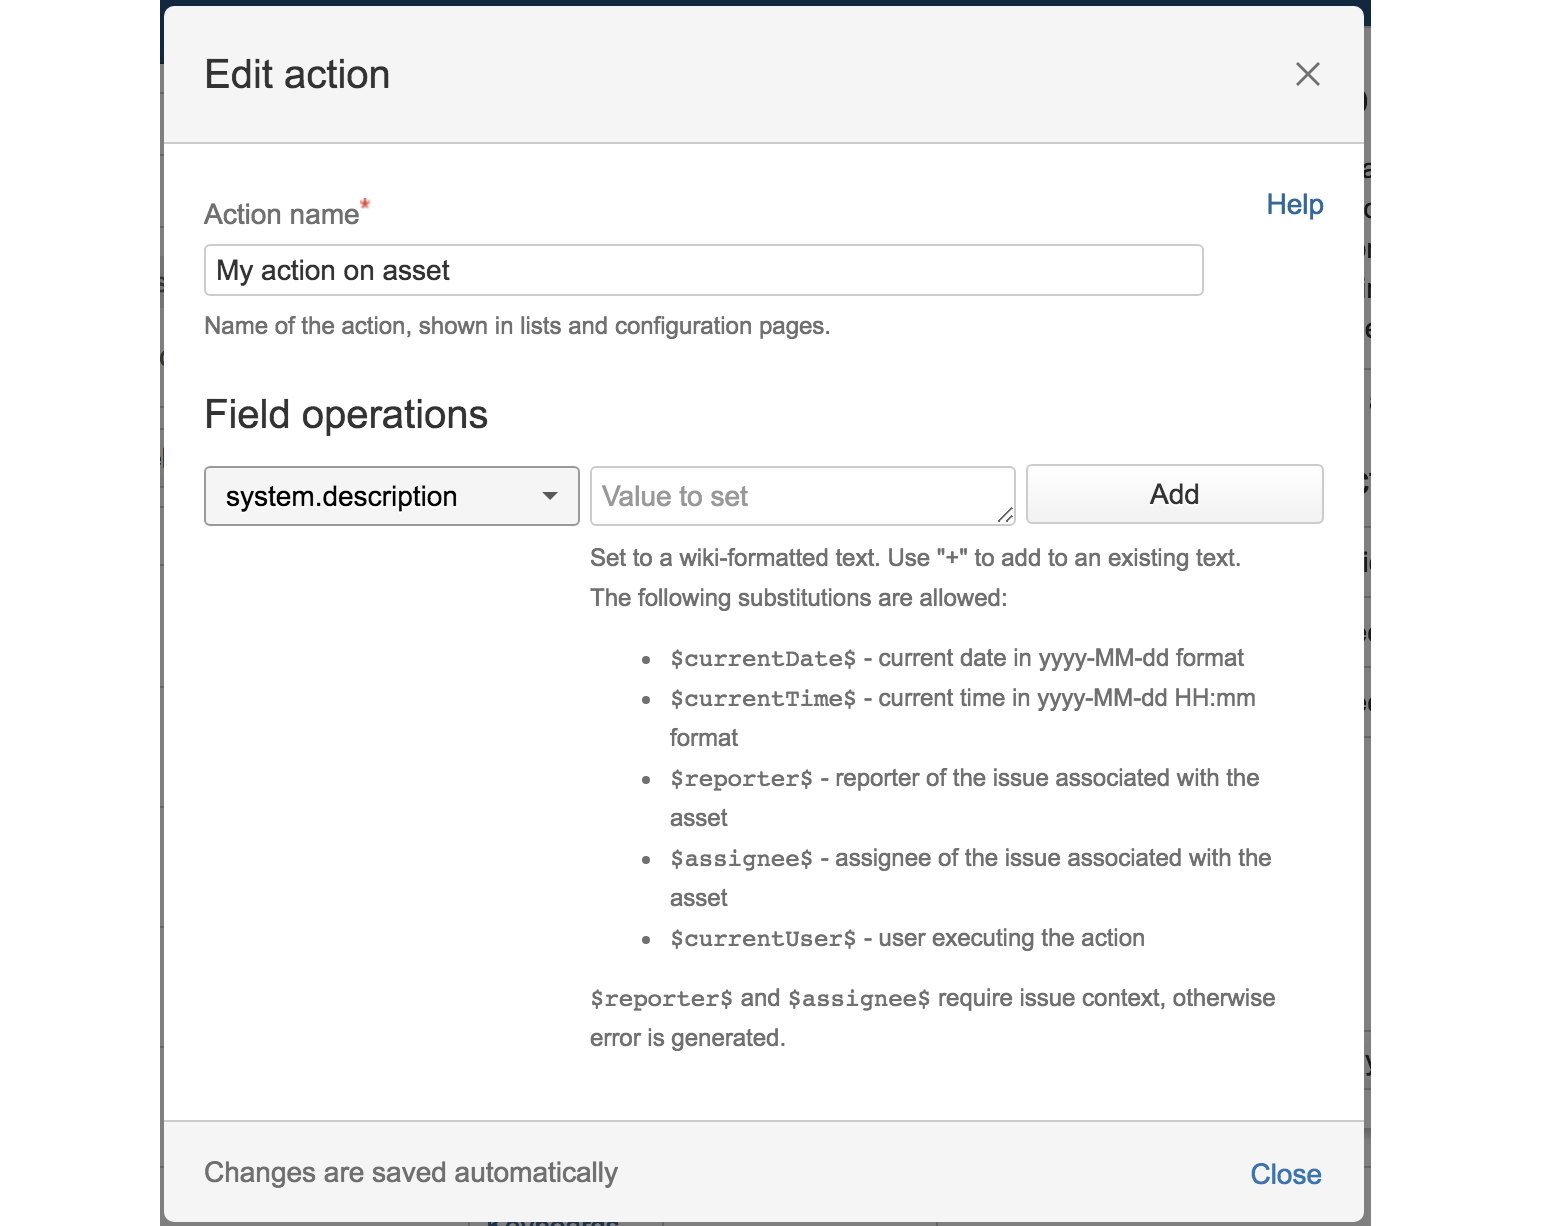 Edit action
Action name*
Help
My action on asset
Name of the action, shown in lists and configuration pages.
Field operations
system.description
Value to set
Add
Set to a wiki-formatted text. Use "+" to add to an existing text.
The following substitutions are allowed:
• $currentDate$ - current date in yyyy-MM-dd format
• $currentTime$ - current time in yyyy-MM-dd HH:mm
format
• $reporter$ - reporter of the issue associated with the
asset
• $assignee$ - assignee of the issue associated with the
asset
• $currentUser$ - user executing the action
$reporter$ and $assignee$ require issue context, otherwise
error is generated.
Changes are saved automatically
Close